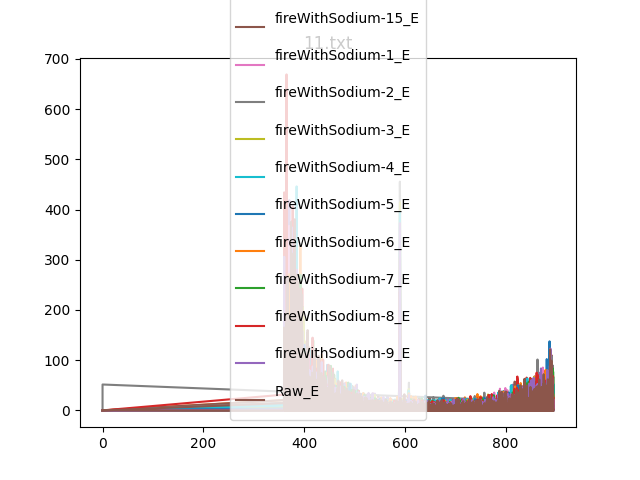 fireWithSodium-15_E
11.txt
fireWithSodium-1_E
fireWithSodium-2_E
fireWithSodium-3_E
fireWithSodium-4_E
fireWithSodium-5_E
fireWithSodium-6_E
fireWithSodium-7_E
fireWithSodium-8_E
fireWithSodium-9_E
Raw_E
700
600
500
400
300
200
100
0
0 200 400 600 800